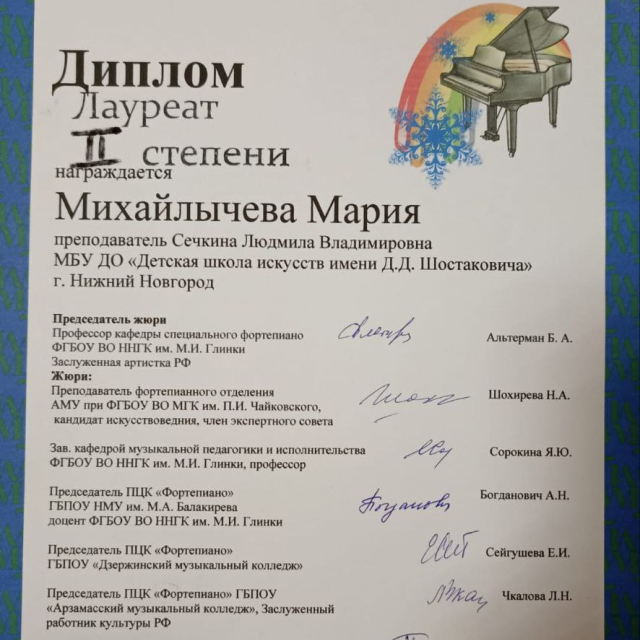 Диплом
Лауреат
II степени
награждается
Михайлычева Мария
преподаватель Сечкина Людмила Владимировна
МБУ ДО «Детская школа искусств имени Д.Д. Шостаковича»
г. Нижний Новгород
Председатель жюри
Профессор кафедры специального фортепиано
ФГБОУ ВО ННГК им. М.И. Глинки
Заслуженная артистка РФ
Альтерман Б. А.
Жюри:
Преподаватель фортепианного отделения
АМУ при ФГБОУ ВО МГК им. П.И. Чайковского,
кандидат искусствоведния, член экспертного совета
Шохирева Н.А.
Зав. кафедрой музыкальной педагогики и исполнительства
ФГБОУ ВО ННГК им. М.И. Глинки, профессор
Сорокина Я.Ю.
Председатель ПЦК «Фортепиано»
ГБПОУ НМУ им. М.А. Балакирева
доцент ФГБОУ ВО ННГК им. М.И. Глинки
Богданович А.Н.
Председатель ПЦК «Фортепиано»
ГБПОУ «Дзержинский музыкальный колледж»
Сейгушева Е.И.
Председатель ПЦК «Фортепиано» ГБПОУ
«Арзамасский музыкальный колледж», Заслуженный
работник культуры РФ
Чкалова Л.Н.